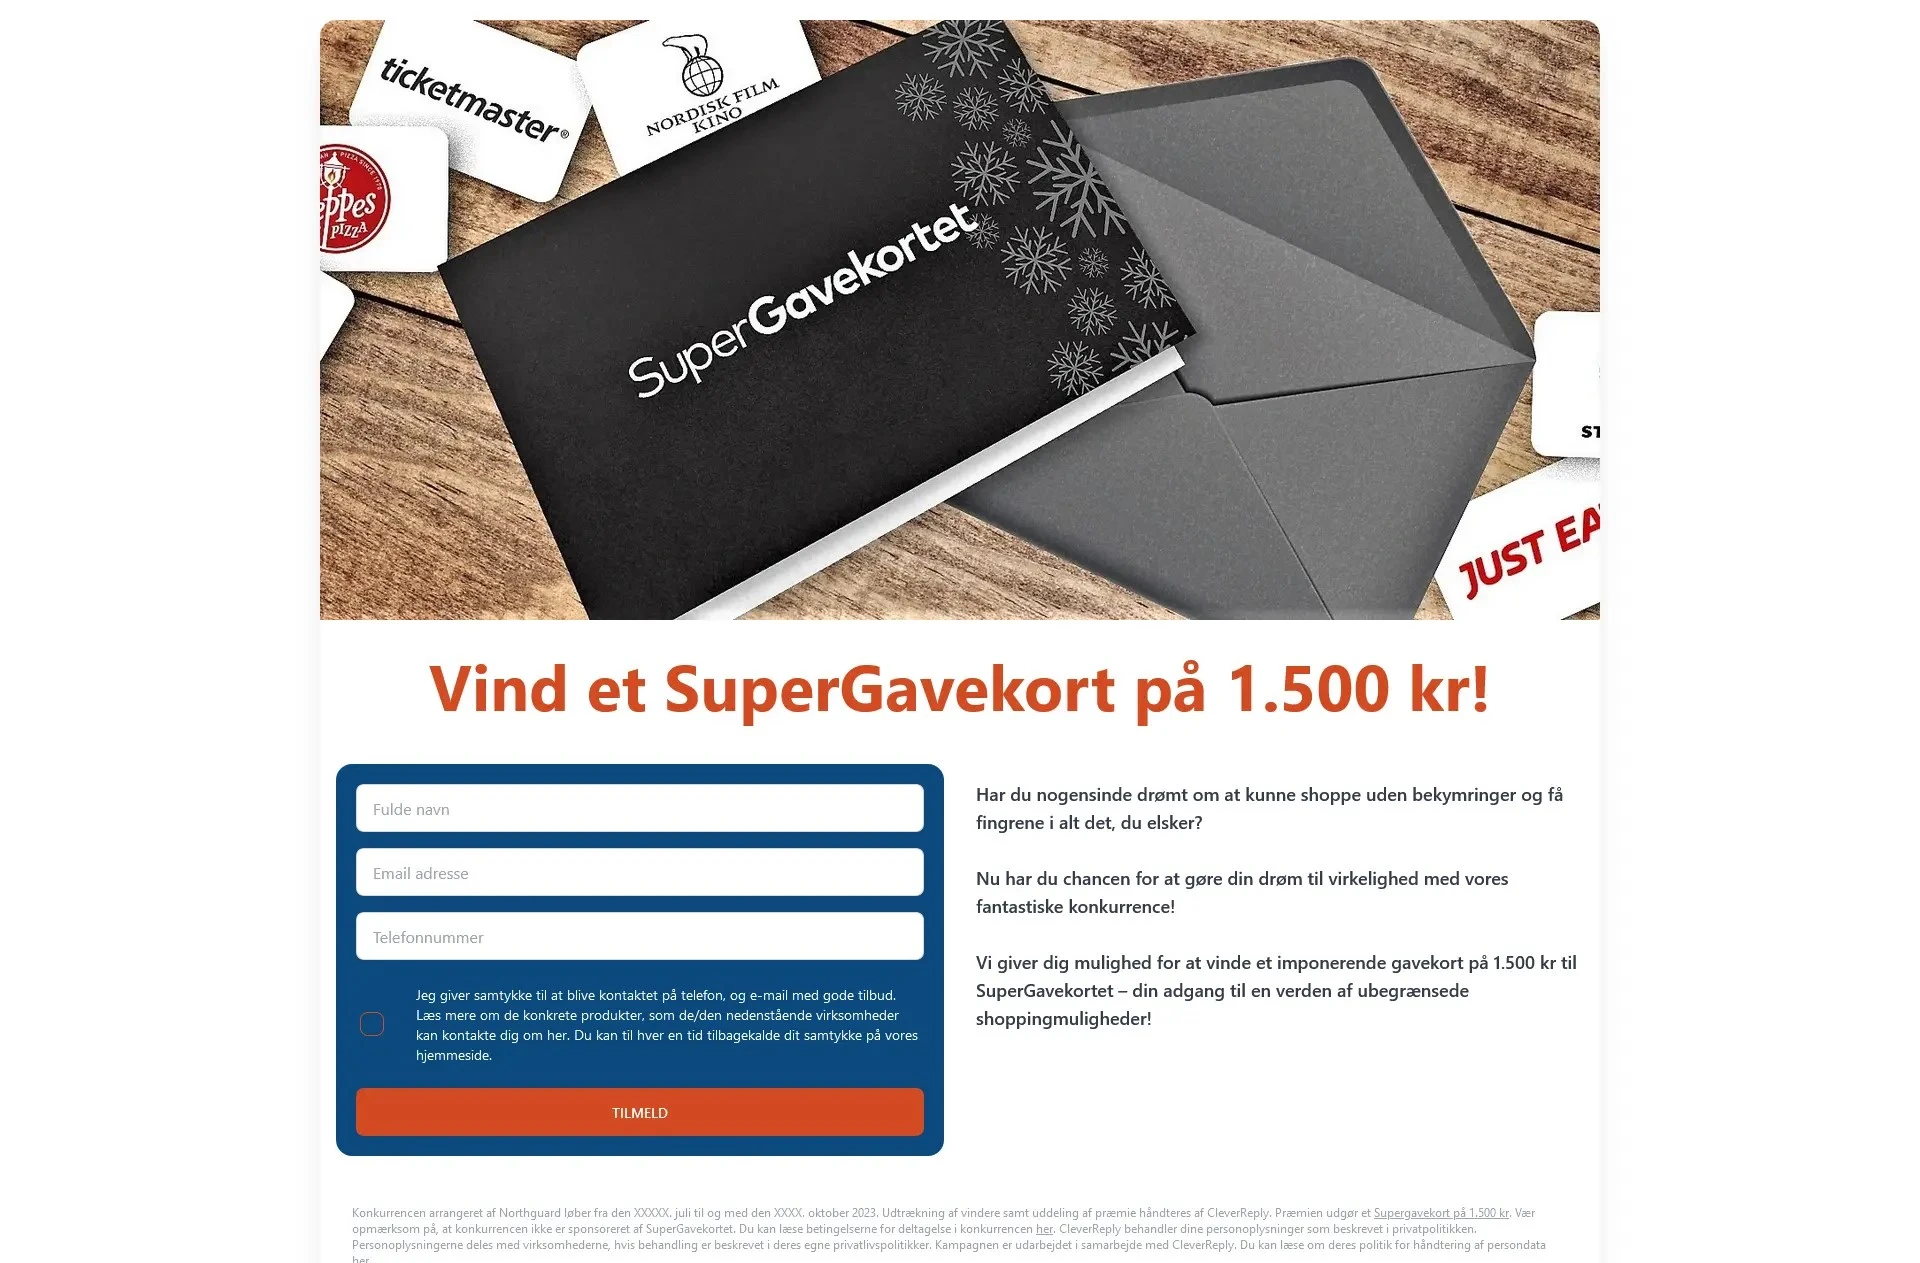 ticketmaster®
NORDISK FILM
KINO
PIZZA SINCE 1970
eppes
PIZZA
SuperGavekortet
ST
JUST EA
Vind et SuperGavekort på 1.500 kr!
Fulde navn
Email adresse
Telefonnummer
Jeg giver samtykke til at blive kontaktet på telefon, og e-mail med gode tilbud.
Læs mere om de konkrete produkter, som de/den nedenstående virksomheder
kan kontakte dig om her. Du kan til hver en tid tilbagekalde dit samtykke på vores
hjemmeside.
TILMELD
Har du nogensinde drømt om at kunne shoppe uden bekymringer og få
fingrene i alt det, du elsker?
Nu har du chancen for at gøre din drøm til virkelighed med vores
fantastiske konkurrence!
Vi giver dig mulighed for at vinde et imponerende gavekort på 1.500 kr til
SuperGavekortet – din adgang til en verden af ubegrænsede
shoppingmuligheder!
Konkurrencen arrangeret af Northguard løber fra den XXXXX. juli til og med den XXXX. oktober 2023. Udtrækning af vindere samt uddeling af præmie håndteres af CleverReply. Præmien udgør et Supergavekort på 1.500 kr. Vær
opmærksom på, at konkurrencen ikke er sponsoreret af SuperGavekortet. Du kan læse betingelserne for deltagelse i konkurrencen her. CleverReply behandler dine personoplysninger som beskrevet i privatpolitikken.
Personoplysningerne deles med virksomhederne, hvis behandling er beskrevet i deres egne privatlivspolitikker. Kampagnen er udarbejdet i samarbejde med CleverReply. Du kan læse om deres politik for håndtering af persondata
her